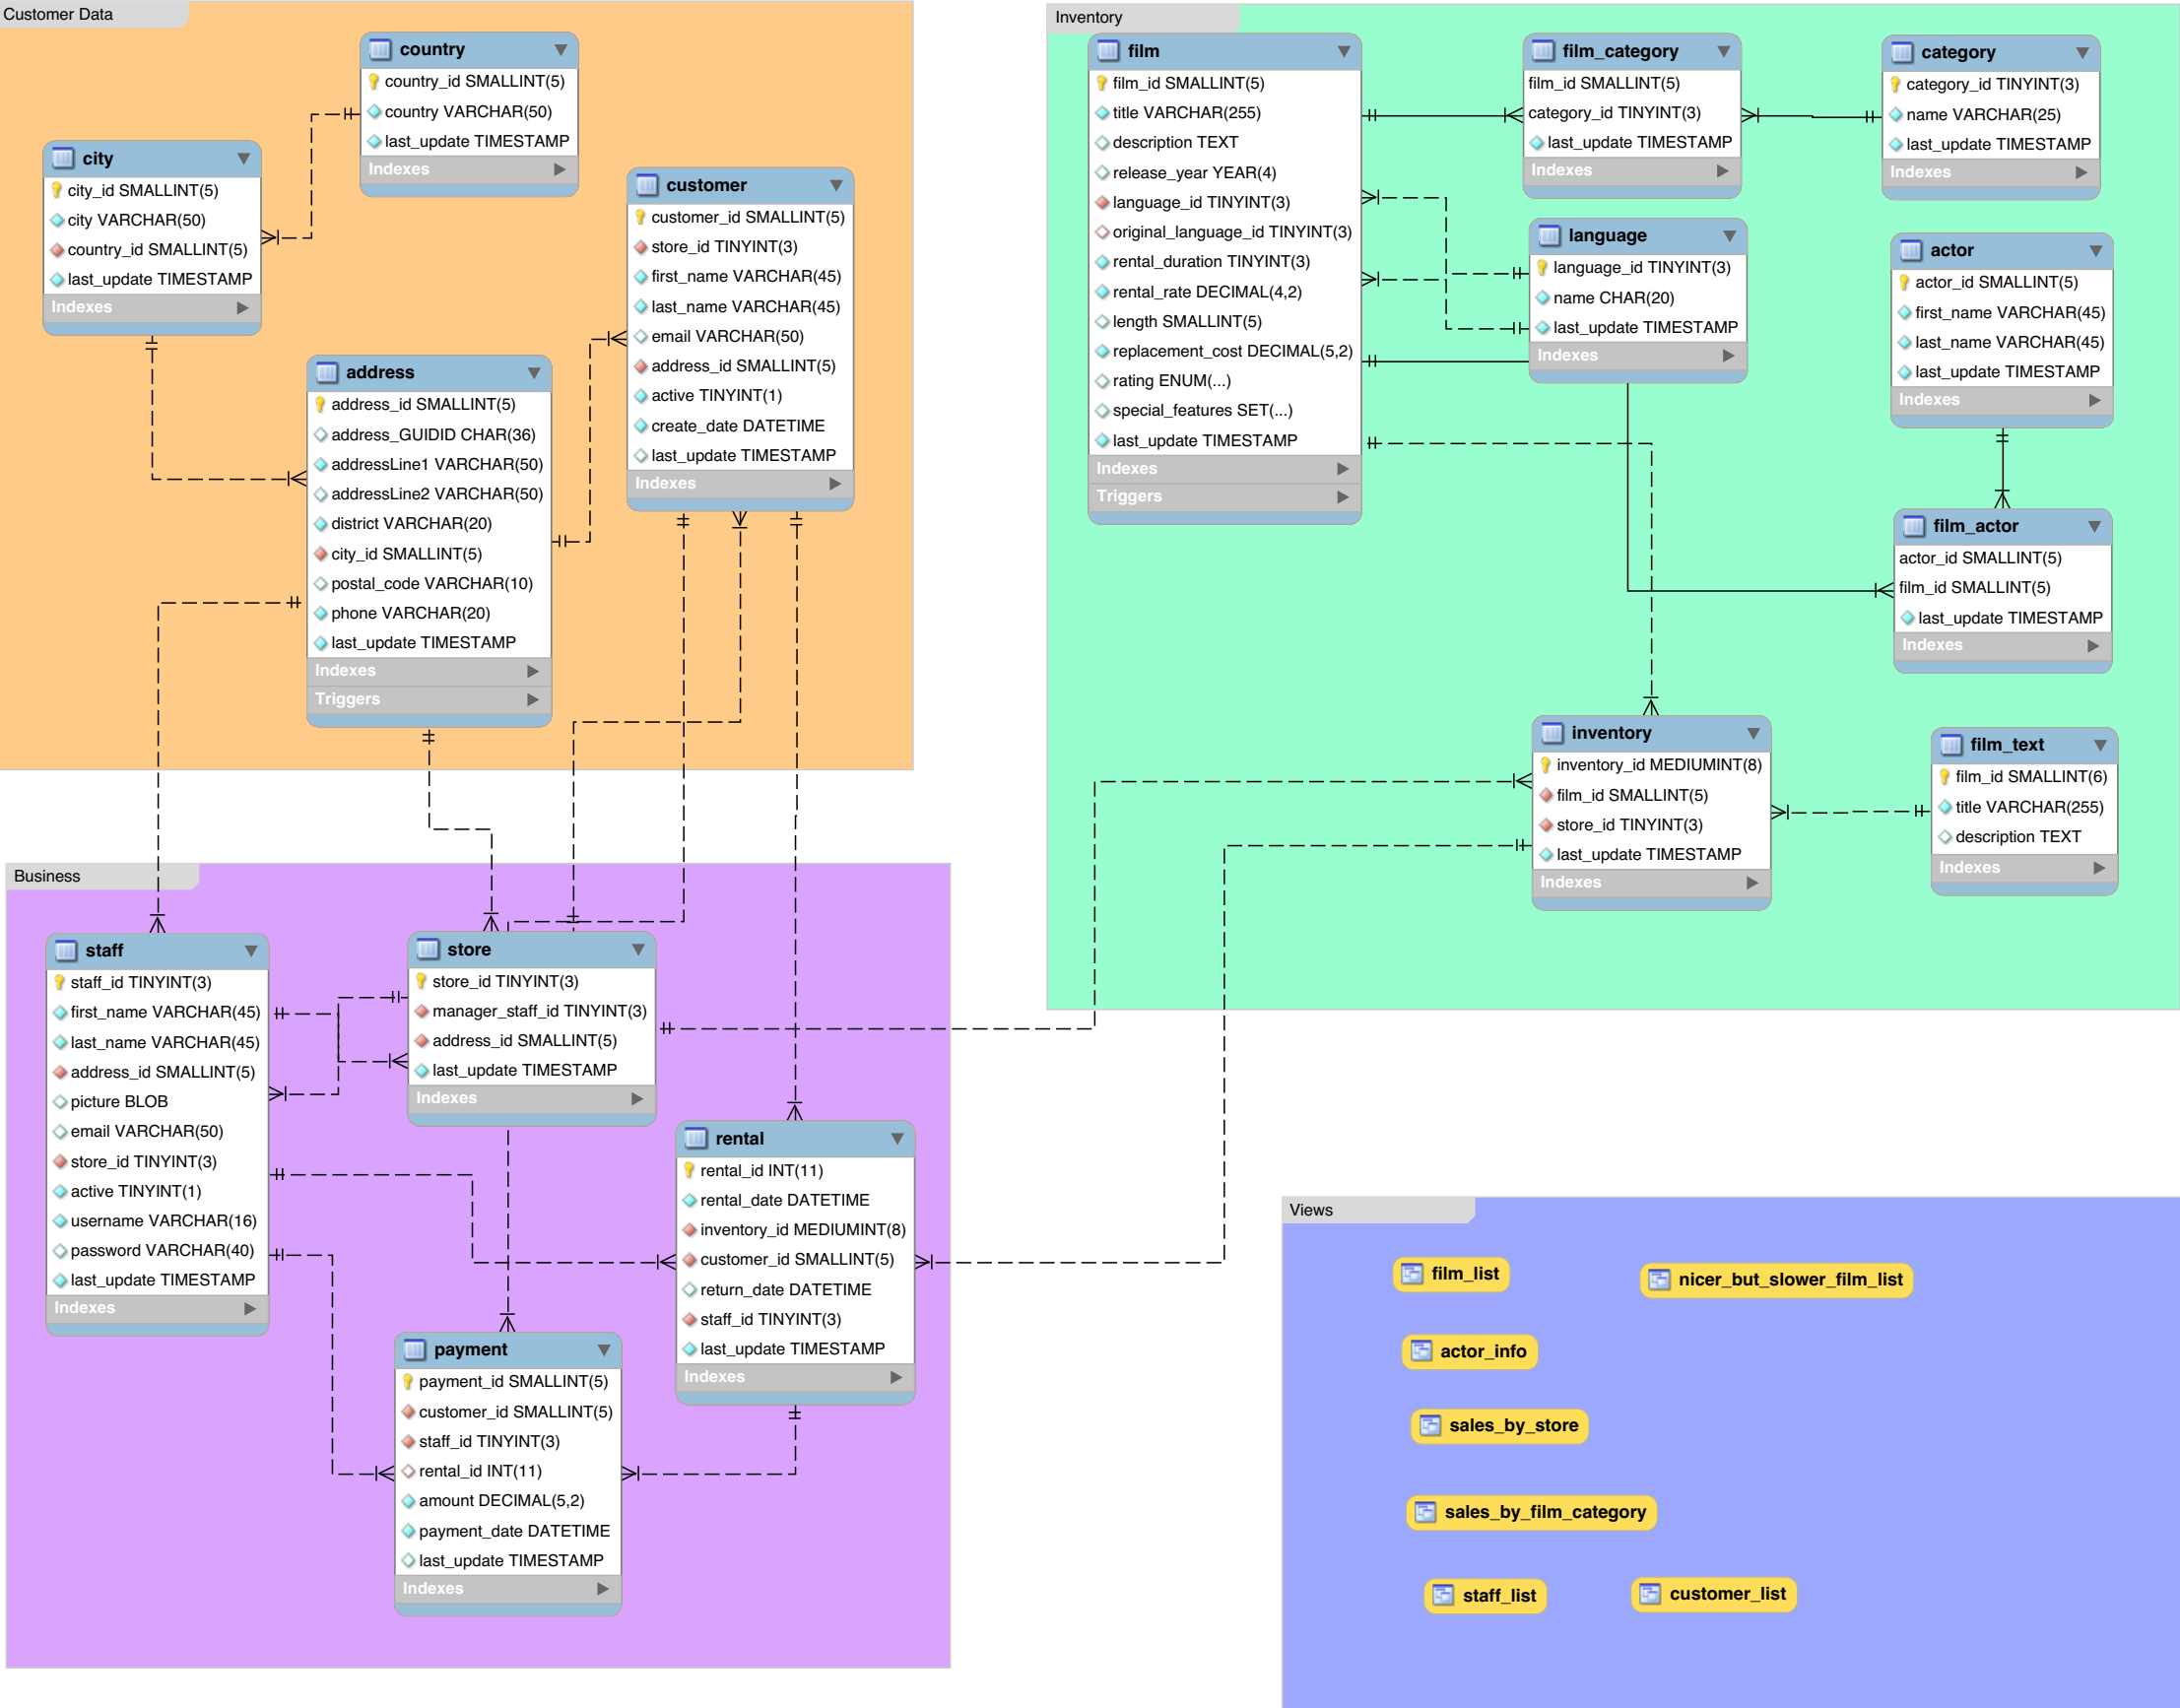 Customer Data
country
country_id SMALLINT(5)
country VARCHAR(50)
last_update TIMESTAMP
Indexes
city
city_id SMALLINT(5)
city VARCHAR(50)
country_id SMALLINT(5)
last_update TIMESTAMP
Indexes
customer
customer_id SMALLINT(5)
store_id TINYINT(3)
first_name VARCHAR(45)
last_name VARCHAR(45)
email VARCHAR(50)
address_id SMALLINT(5)
active TINYINT(1)
create_date DATETIME
last_update TIMESTAMP
Indexes
address
address_id SMALLINT(5)
address_GUIDID CHAR(36)
addressLine1 VARCHAR(50)
addressLine2 VARCHAR(50)
district VARCHAR(20)
city_id SMALLINT(5)
postal_code VARCHAR(10)
phone VARCHAR(20)
last_update TIMESTAMP
Indexes
Triggers
Inventory
film
film_id SMALLINT(5)
title VARCHAR(255)
description TEXT
release_year YEAR(4)
language_id TINYINT(3)
original_language_id TINYINT(3)
rental_duration TINYINT(3)
rental_rate DECIMAL(4,2)
length SMALLINT(5)
replacement_cost DECIMAL(5,2)
rating ENUM(...)
special_features SET(...)
last_update TIMESTAMP
Indexes
Triggers
film_category
film_id SMALLINT(5)
category_id TINYINT(3)
last_update TIMESTAMP
Indexes
category
category_id TINYINT(3)
name VARCHAR(25)
last_update TIMESTAMP
Indexes
language
language_id TINYINT(3)
name CHAR(20)
last_update TIMESTAMP
Indexes
actor
actor_id SMALLINT(5)
first_name VARCHAR(45)
last_name VARCHAR(45)
last_update TIMESTAMP
Indexes
film_actor
actor_id SMALLINT(5)
film_id SMALLINT(5)
last_update TIMESTAMP
Indexes
inventory
inventory_id MEDIUMINT(8)
film_id SMALLINT(5)
store_id TINYINT(3)
last_update TIMESTAMP
Indexes
film_text
film_id SMALLINT(6)
title VARCHAR(255)
description TEXT
Indexes
Business
staff
staff_id TINYINT(3)
first_name VARCHAR(45)
last_name VARCHAR(45)
address_id SMALLINT(5)
picture BLOB
email VARCHAR(50)
store_id TINYINT(3)
active TINYINT(1)
username VARCHAR(16)
password VARCHAR(40)
last_update TIMESTAMP
Indexes
store
store_id TINYINT(3)
manager_staff_id TINYINT(3)
address_id SMALLINT(5)
last_update TIMESTAMP
Indexes
rental
rental_id INT(11)
rental_date DATETIME
inventory_id MEDIUMINT(8)
customer_id SMALLINT(5)
return_date DATETIME
staff_id TINYINT(3)
last_update TIMESTAMP
Indexes
payment
payment_id SMALLINT(5)
customer_id SMALLINT(5)
staff_id TINYINT(3)
rental_id INT(11)
amount DECIMAL(5,2)
payment_date DATETIME
last_update TIMESTAMP
Indexes
Views
film_list
nicer_but_slower_film_list
actor_info
sales_by_store
sales_by_film_category
staff_list
customer_list